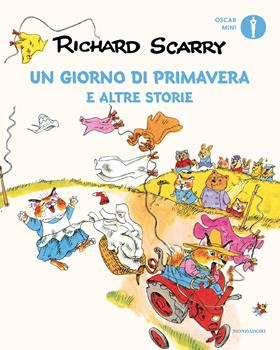 RICHARD SCARRY
OSCAR
MINI
UN GIORNO DI PRIMAVERA
E ALTRE STORIE
MONDADORI